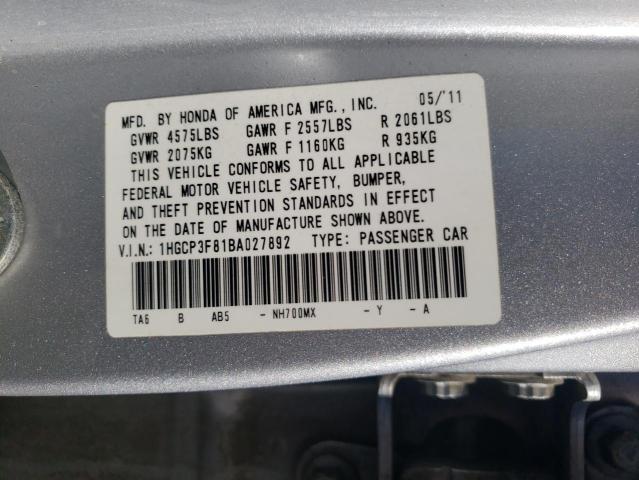 MFD. BY HONDA OF AMERICA MFG., INC. 05/'11
GVWR 4575LBS GAWR F 2557LBS R 2061LBS
GVWR 2075KG GAWR F 1160KG R 935KG
THIS VEHICLE CONFORMS TO ALL APPLICABLE
FEDERAL MOTOR VEHICLE SAFETY, BUMPER,
AND THEFT PREVENTION STANDARDS IN EFFECT
ON THE DATE OF MANUFACTURE SHOWN ABOVE.
V.I.N.: 1HGCP3F81BA027892 TYPE: PASSENGER CAR
TA6 B AB5 - NH700MX - Y - A